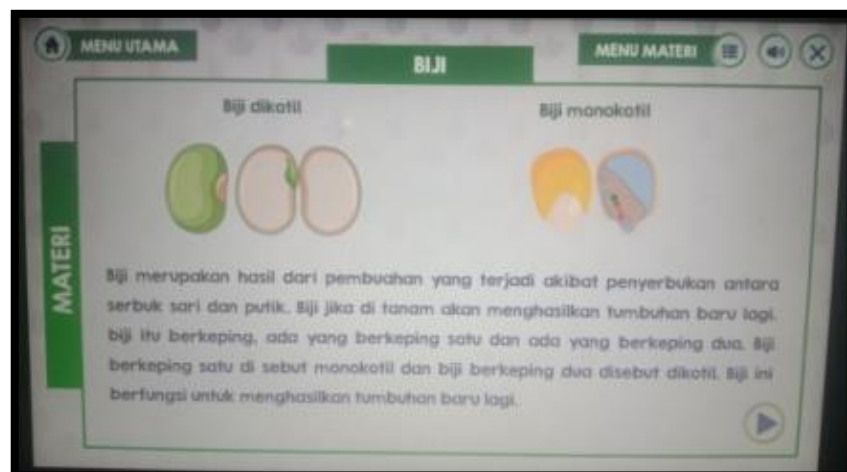 MENU UTAMA
BIJI
MENU MATERI
Biji dikotil
Biji monokotil
MATERI
Biji merupakan hasil dari pembuahan yang terjadi akibat penyerbukan antara
serbuk sari dan putik. Biji jika di tanam akan menghasilkan tumbuhan baru lagi.
biji itu berkeping, ada yang berkeping satu dan ada yang berkeping dua. Biji
berkeping satu di sebut monokotil dan biji berkeping dua disebut dikotil. Biji ini
berfungsi untuk menghasilkan tumbuhan baru lagi.